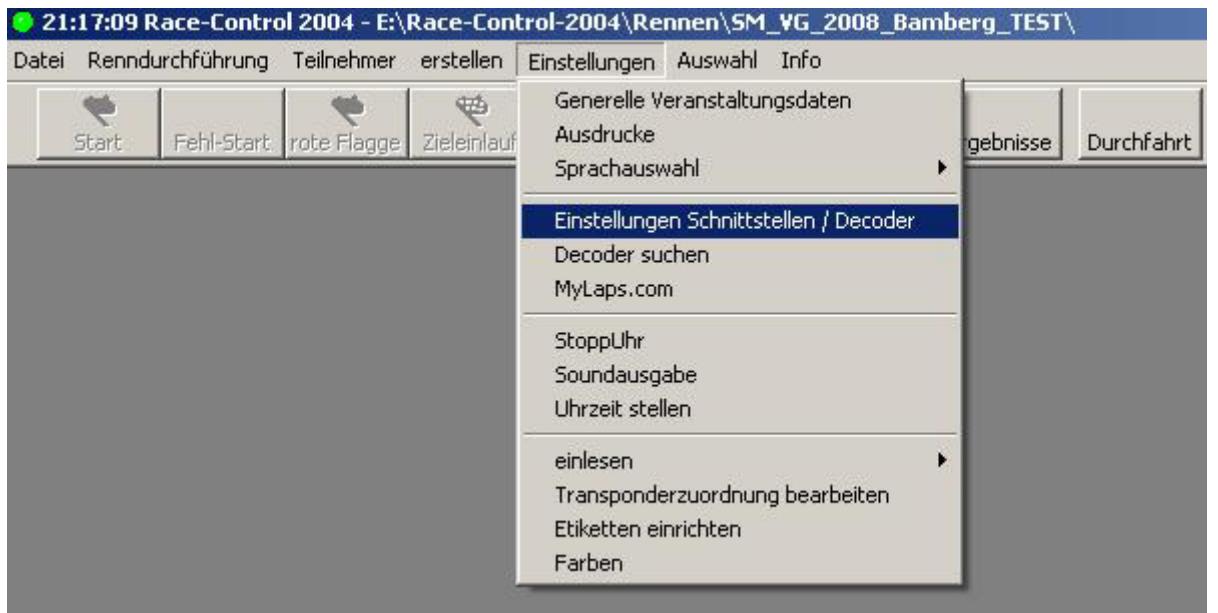 21:17:09 Race-Control 2004 - E:\Race-Control-2004\Rennen\SM_VG_2008_Bamberg_TEST\
Datei Renndurchführung Teilnehmer erstellen Einstellungen Auswahl Info
Start Fehl-Start rote Flagge Zieleinlauf rgebnisse Durchfahrt
Generelle Veranstaltungsdaten
Ausdrucke
Sprachauswahl
Einstellungen Schnittstellen / Decoder
Decoder suchen
MyLaps.com
StoppUhr
Soundausgabe
Uhrzeit stellen
einlesen
Transponderzuordnung bearbeiten
Etiketten einrichten
Farben